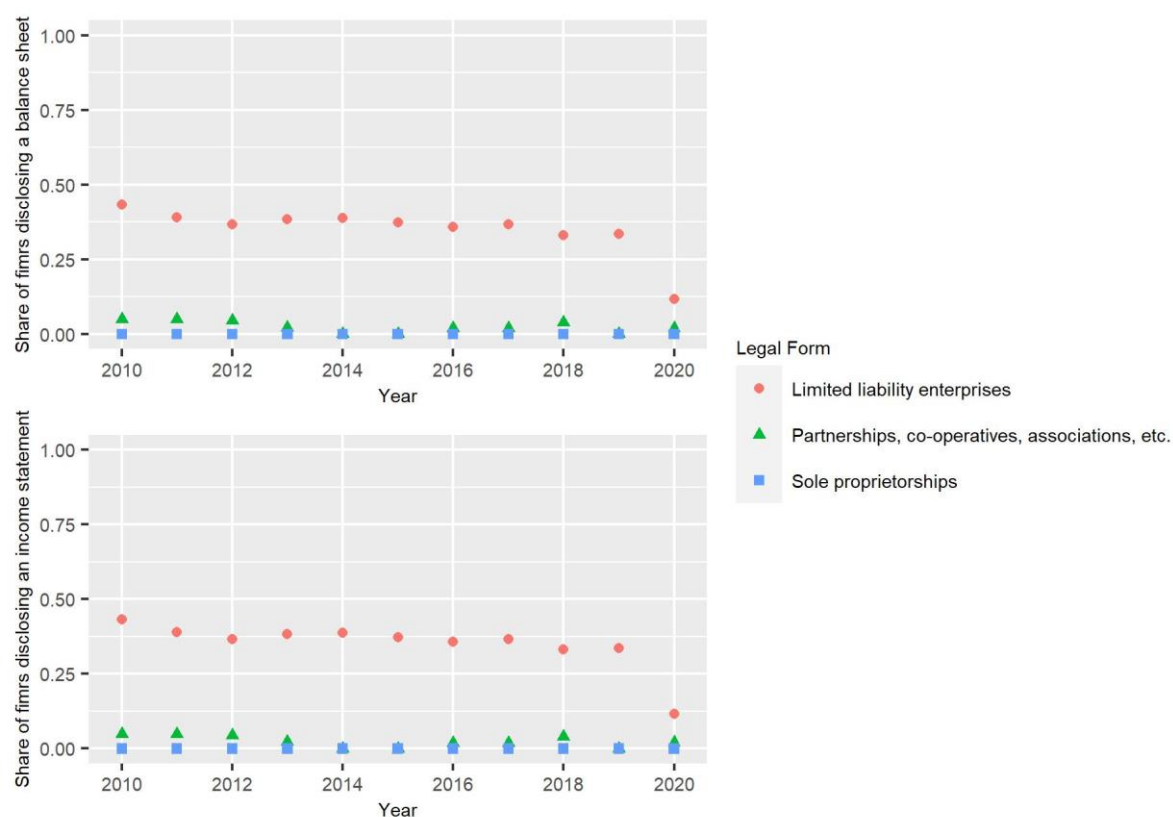 Share of fimrs disclosing a balance sheet
1.00
0.75
0.50
0.25
0.00
2010 2012 2014 2016 2018 2020
Year
Share of fimrs disclosing an income statement
1.00
0.75
0.50
0.25
0.00
2010 2012 2014 2016 2018 2020
Year
Legal Form
Limited liability enterprises
Partnerships, co-operatives, associations, etc.
Sole proprietorships